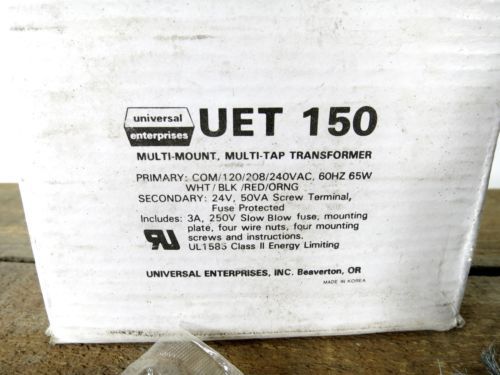 universal
enterprises
UET 150
MULTI-MOUNT, MULTI-TAP TRANSFORMER
PRIMARY: COM/120/208/240VAC, 60HZ 65W
WHT/ BLK /RED/ORNG
SECONDARY: 24V, 50VA Screw Terminal,
Fuse Protected
Includes: 3A, 250V Slow Blow fuse, mounting
plate, four wire nuts, four mounting
screws and instructions.
UL1585 Class II Energy Limiting
UNIVERSAL ENTERPRISES, INC. Beaverton, OR
MADE IN KOREA